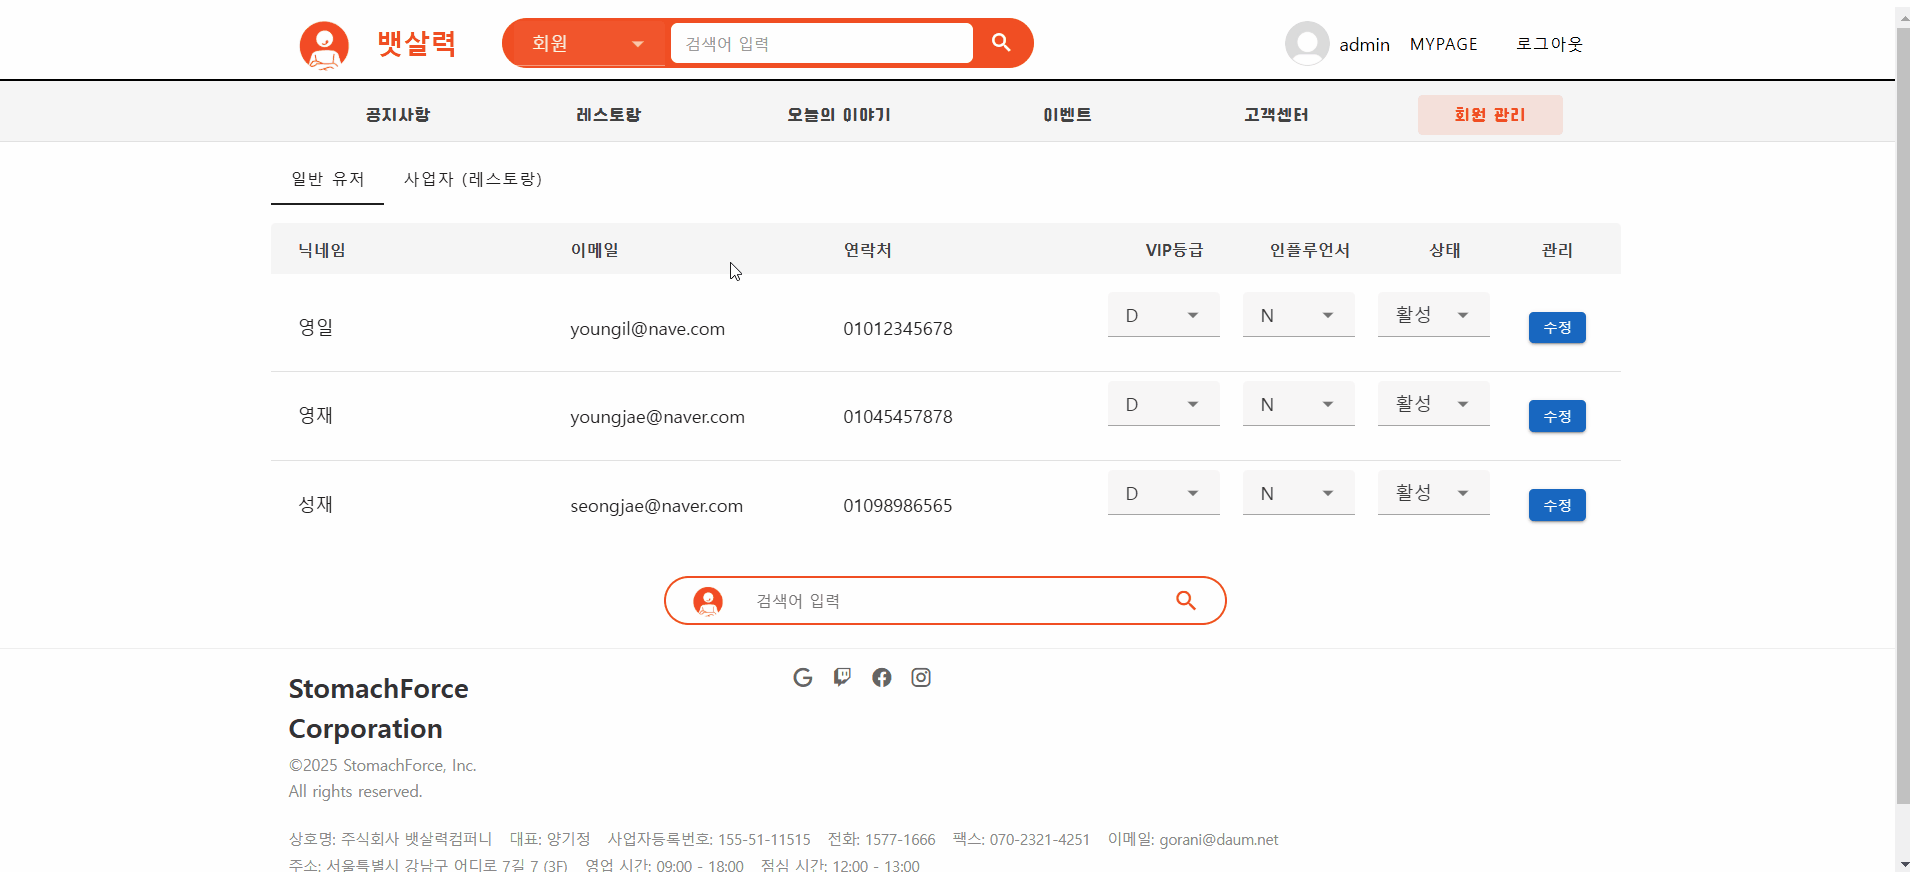 뱃살력 회원 검색어 입력 admin MYPAGE 로그아웃
공지사항 레스토랑 오늘의 이야기 이벤트 고객센터 회원 관리
일반 유저 사업자 (레스토랑)
닉네임 이메일 연락처 VIP등급 인플루언서 상태 관리
영일 youngil@nave.com 01012345678 D N 활성 수정
영재 youngjae@naver.com 01045457878 D N 활성 수정
성재 seongjae@naver.com 01098986565 D N 활성 수정
검색어 입력
StomachForce
Corporation
©2025 StomachForce, Inc.
All rights reserved.
상호명: 주식회사 뱃살력컴퍼니 대표: 양기정 사업자등록번호: 155-51-11515 전화: 1577-1666 팩스: 070-2321-4251 이메일: gorani@daum.net
주소: 서울특별시 강남구 어디로 7길 7 (3F) 영업 시간: 09:00 - 18:00 점심 시간: 12:00 - 13:00